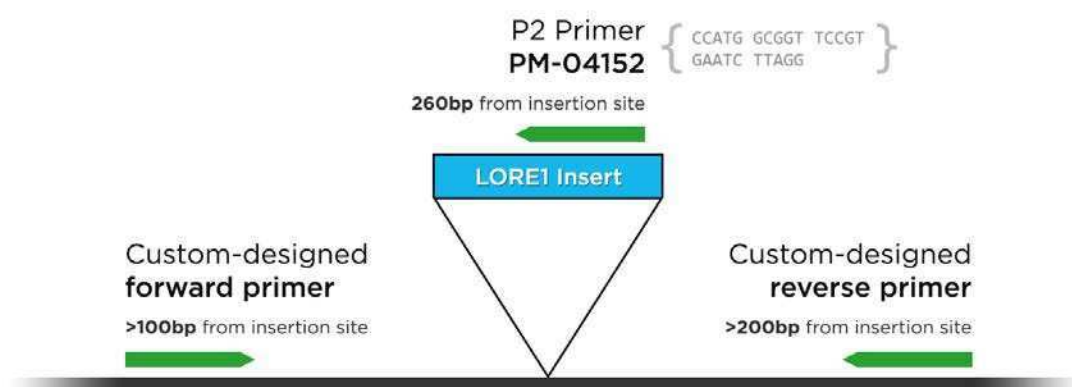 P2 Primer
PM-04152
CCATG GCGGT TCCGT
GAATC TTAGG
260bp from insertion site
LORE1 Insert
Custom-designed
forward primer
>100bp from insertion site
Custom-designed
reverse primer
>200bp from insertion site